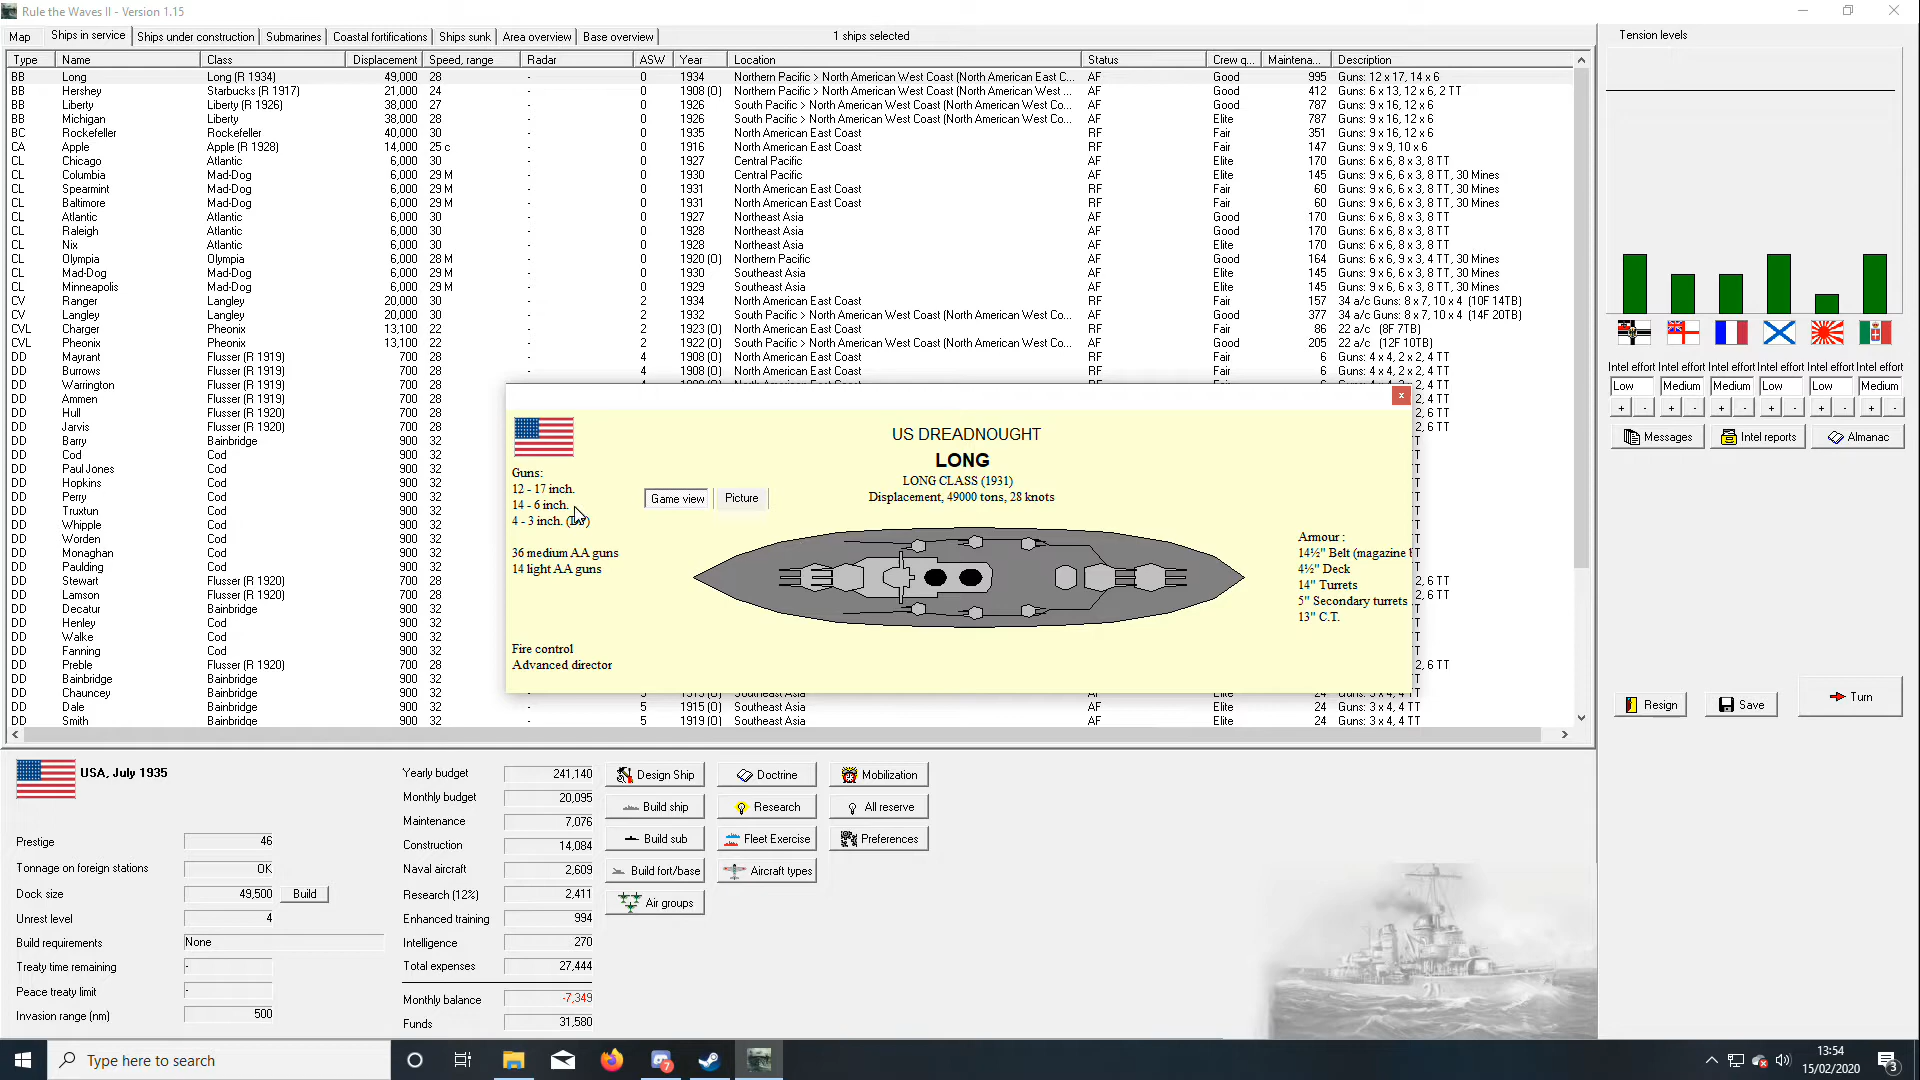 Rule the Waves II - Version 1.15
Map Ships in service Ships under construction Submarines Coastal fortifications Ships sunk Area overview Base overview 1 ships selected
Type Name Class Displacement Speed, range Radar ASW Year Location Status Crew q... Maintena... Description
BB Long Long (R 1934) 49,000 28 - 0 1934 Northern Pacific > North American West Coast (North American East C... AF Good 995 Guns: 12 x 17, 14 x 6
BB Hershey Starbucks (R 1917) 21,000 24 - 0 1908 (O) Northern Pacific > North American West Coast (North American West Co... AF Good 412 Guns: 6 x 13, 12 x 6, 2 TT
BB Liberty Liberty (R 1926) 38,000 27 - 0 1926 South Pacific > North American West Coast (North American West Co... AF Good 787 Guns: 9 x 16, 12 x 6
BB Michigan Liberty 38,000 28 - 0 1926 South Pacific > North American West Coast (North American West Co... AF Elite 787 Guns: 9 x 16, 12 x 6
BC Rockefeller Rockefeller 40,000 30 - 0 1935 North American East Coast RF Fair 351 Guns: 9 x 16, 12 x 6
CA Apple Apple (R 1928) 14,000 25 c - 0 1916 North American East Coast RF Fair 147 Guns: 9 x 9, 10 x 6
CL Chicago Atlantic 6,000 30 - 0 1927 Central Pacific AF Elite 170 Guns: 6 x 6, 8 x 3, 8 TT
CL Columbia Mad-Dog 6,000 29 M - 0 1930 Central Pacific AF Elite 145 Guns: 9 x 6, 6 x 3, 8 TT, 30 Mines
CL Spearmint Mad-Dog 6,000 29 M - 0 1931 North American East Coast RF Fair 60 Guns: 9 x 6, 6 x 3, 8 TT, 30 Mines
CL Baltimore Mad-Dog 6,000 29 M - 0 1931 North American East Coast RF Fair 60 Guns: 9 x 6, 6 x 3, 8 TT, 30 Mines
CL Atlantic Atlantic 6,000 30 - 0 1927 Northeast Asia AF Good 170 Guns: 6 x 6, 8 x 3, 8 TT
CL Raleigh Atlantic 6,000 30 - 0 1928 Northeast Asia AF Good 170 Guns: 6 x 6, 8 x 3, 8 TT
CL Nix Atlantic 6,000 30 - 0 1928 Northeast Asia AF Elite 170 Guns: 6 x 6, 8 x 3, 8 TT
CL Olympia Olympia 6,000 28 M - 0 1920 (O) Northern Pacific AF Good 164 Guns: 6 x 6, 9 x 3, 4 TT, 30 Mines
CL Mad-Dog Mad-Dog 6,000 29 M - 0 1930 Southeast Asia AF Elite 145 Guns: 9 x 6, 6 x 3, 8 TT, 30 Mines
CL Minneapolis Mad-Dog 6,000 29 M - 0 1929 Southeast Asia AF Elite 145 Guns: 9 x 6, 6 x 3, 8 TT, 30 Mines
CV Ranger Langley 20,000 30 - 2 1934 North American East Coast RF Fair 157 34 a/c Guns: 8 x 7, 10 x 4 (10F 14TB)
CV Langley Langley 20,000 30 - 2 1932 South Pacific > North American West Coast (North American West Co... AF Good 377 34 a/c Guns: 8 x 7, 10 x 4 (14F 20TB)
CVL Charger Pheonix 13,100 22 - 2 1923 (O) North American East Coast RF Fair 86 22 a/c (8F 7TB)
CVL Pheonix Pheonix 13,100 22 - 2 1922 (O) South Pacific > North American West Coast (North American West Co... AF Good 205 22 a/c (12F 10TB)
DD Mayrant Flusser (R 1919) 700 28 - 4 1908 (O) North American East Coast RF Fair 6 Guns: 4 x 4, 2 x 2, 4 TT
DD Burrows Flusser (R 1919) 700 28 - 4 1908 (O) North American East Coast RF Fair 6 Guns: 4 x 4, 2 x 2, 4 TT
DD Warrington Flusser (R 1919) 700 28
DD Ammen Flusser (R 1919) 700 28 2, 4 TT
DD Hull Flusser (R 1920) 700 28 2, 6 TT
DD Jarvis Flusser (R 1920) 700 28 2, 6 TT
DD Barry Bainbridge 900 32
DD Cod Cod 900 32
DD Paul Jones Cod 900 32
DD Hopkins Cod 900 32
DD Perry Cod 900 32
DD Truxtun Cod 900 32
DD Whipple Cod 900 32
DD Worden Cod 900 32
DD Monaghan Cod 900 32
DD Paulding Cod 900 32
DD Stewart Flusser (R 1920) 700 28 2, 6 TT
DD Lamson Flusser (R 1920) 700 28 2, 6 TT
DD Decatur Bainbridge 900 32
DD Henley Cod 900 32
DD Walke Cod 900 32
DD Fanning Cod 900 32
DD Preble Flusser (R 1920) 700 28 2, 6 TT
DD Bainbridge Bainbridge 900 32
DD Chauncey Bainbridge 900 32
DD Dale Bainbridge 900 32 - 5 1915 (O) Southeast Asia AF Elite 24 Guns: 3 x 4, 4 TT
DD Smith Bainbridge 900 32 - 5 1919 (O) Southeast Asia AF Elite 24 Guns: 3 x 4, 4 TT
US DREADNOUGHT
LONG
LONG CLASS (1931)
Displacement, 49000 tons, 28 knots
Game view Picture
Guns:
12 - 17 inch.
14 - 6 inch.
4 - 3 inch.
36 medium AA guns
14 light AA guns
Fire control
Advanced director
Armour :
14½" Belt (magazine
4½" Deck
14" Turrets
5" Secondary turrets
13" C.T.
Tension levels
Intel effort Intel effort Intel effort Intel effort Intel effort Intel effort
Low Medium Medium Low Low Medium
+ - + - + - + - + - + -
Messages Intel reports Almanac
Resign Save Turn
USA, July 1935
Prestige 46
Tonnage on foreign stations OK
Dock size 49,500 Build
Unrest level 4
Build requirements None
Treaty time remaining -
Peace treaty limit -
Invasion range (nm) 500
Yearly budget 241,140
Monthly budget 20,095
Maintenance 7,076
Construction 14,084
Naval aircraft 2,609
Research (12%) 2,411
Enhanced training 994
Intelligence 270
Total expenses 27,444
Monthly balance -7,349
Funds 31,580
Design Ship Doctrine Mobilization
Build ship Research All reserve
Build sub Fleet Exercise Preferences
Build fort/base Aircraft types
Air groups
Type here to search
7
13:54
15/02/2020
3